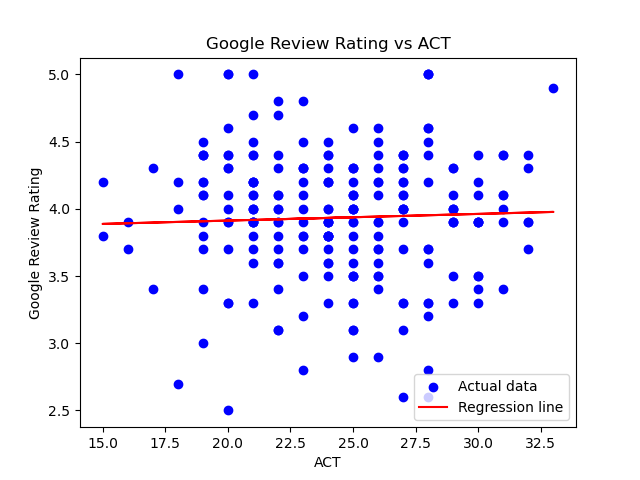 Google Review Rating vs ACT
5.0
4.5
4.0
3.5
3.0
2.5
Google Review Rating
15.0 17.5 20.0 22.5 25.0 27.5 30.0 32.5
ACT
Actual data
Regression line